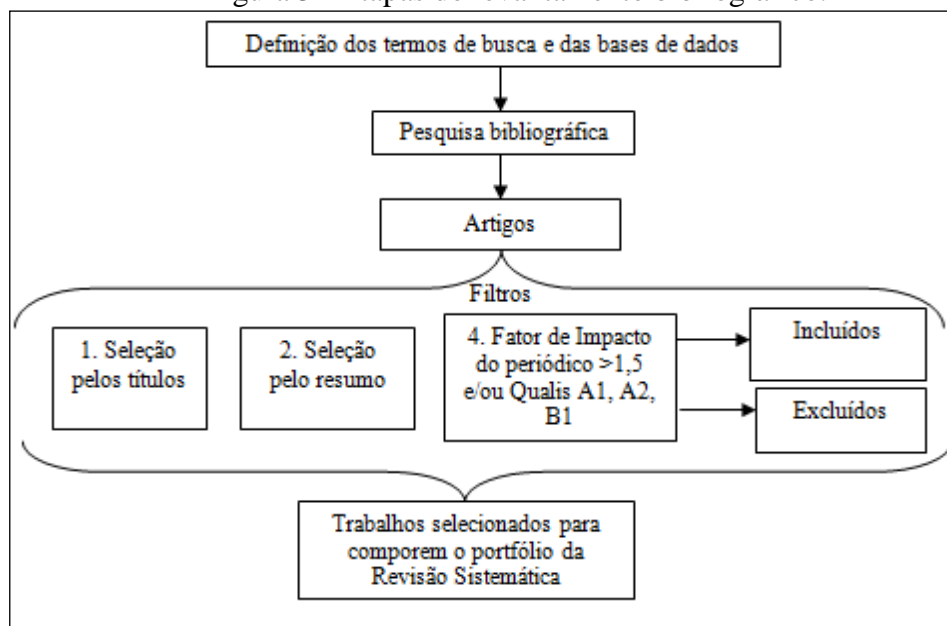 Definição dos termos de busca e das bases de dados
Pesquisa bibliográfica
Artigos
Filtros
1. Seleção
pelos títulos
2. Seleção
pelo resumo
4. Fator de Impacto
do periódico >1,5
e/ou Qualis A1, A2,
B1
Incluídos
Excluídos
Trabalhos selecionados para
comporem o portfólio da
Revisão Sistemática